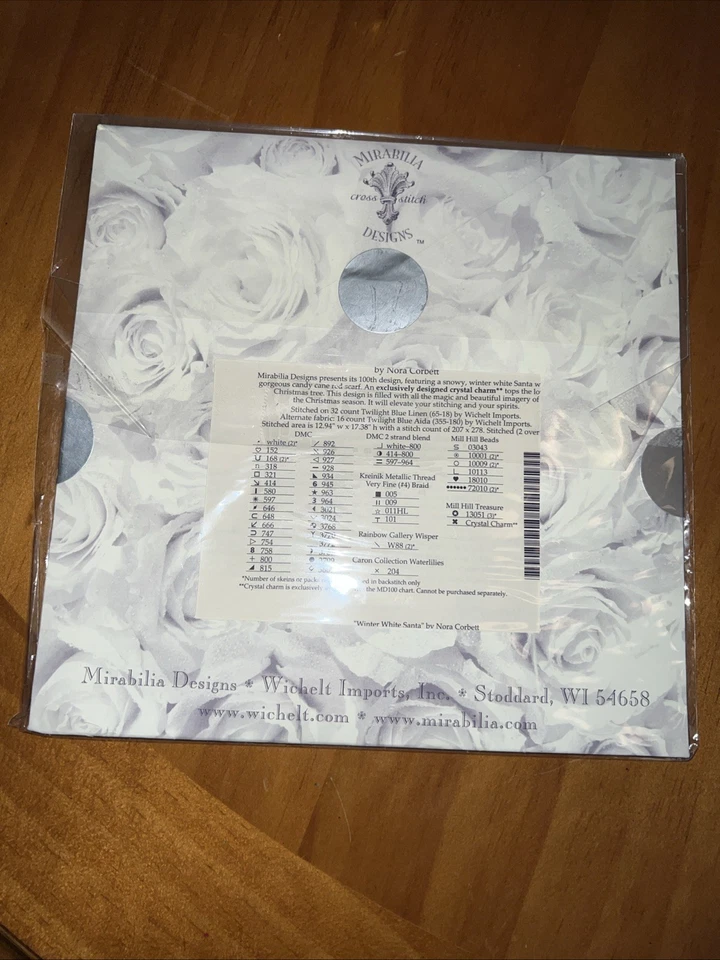 MIRABILIA
cross stitch
DESIGNS ™
17
by Nora Corbett
Mirabilia Designs presents its 100th design, featuring a snowy, winter white Santa w
gorgeous candy cane red scarf. An exclusively designed crystal charm** tops the lo
Christmas tree. This design is filled with all the magic and beautiful imagery of
the Christmas season. It will elevate your stitching and your spirits.
Stitched on 32 count Twilight Blue Linen (65-18) by Wichelt Imports.
Alternate fabric: 16 count Twilight Blue Aida (355-180) by Wichelt Imports.
Stitched area is 12.94" w x 17.38" h with a stitch count of 207 x 278. Stitched (2 over
DMC
white (2)*
152
168 (2)*
318
321
414
580
597
646
648
666
747
754
758
800
815
892
926
927
928
934
945
963
964
3021
3024
3766
DMC 2 strand blend
white–800
414–800
597–964
Kreinik Metallic Thread
Very Fine (#4) Braid
005
009
011HL
101
Rainbow Gallery Wisper
W88 (2)*
Caron Collection Waterlilies
204
Mill Hill Beads
03043
10001 (2)*
10009 (2)*
10113
18010
72010 (2)*
Mill Hill Treasure
13051 (3)*
Crystal Charm**
*Number of skeins or packs ed in backstitch only
**Crystal charm is exclusively the MD100 chart. Cannot be purchased separately.
"Winter White Santa" by Nora Corbett
Mirabilia Designs * Wichelt Imports, Inc. * Stoddard, WI 54658
www.wichelt.com * www.mirabilia.com